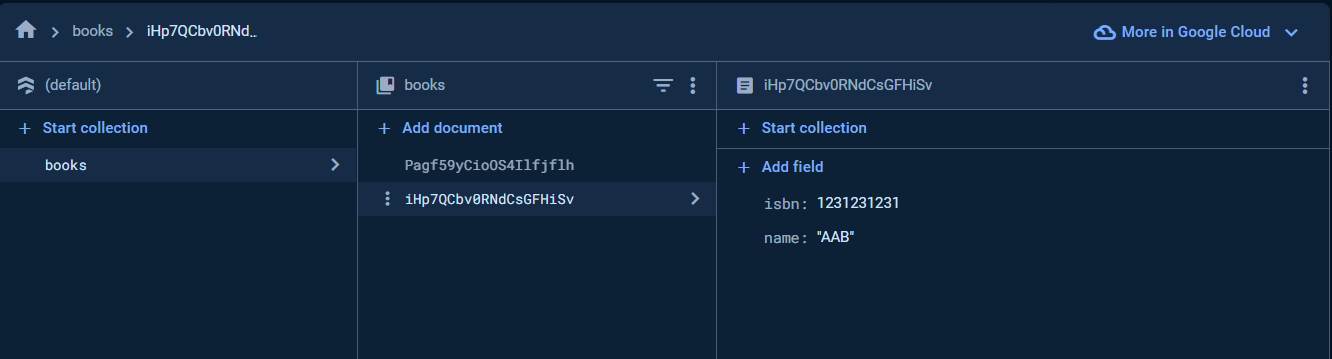 books iHp7QCbv0RNd… More in Google Cloud
(default) books iHp7QCbv0RNdCsGFHiSv
+ Start collection + Add document + Start collection
books Pagf59yCioOS4Ilfjflh + Add field
iHp7QCbv0RNdCsGFHiSv isbn: 1231231231
name: "AAB"